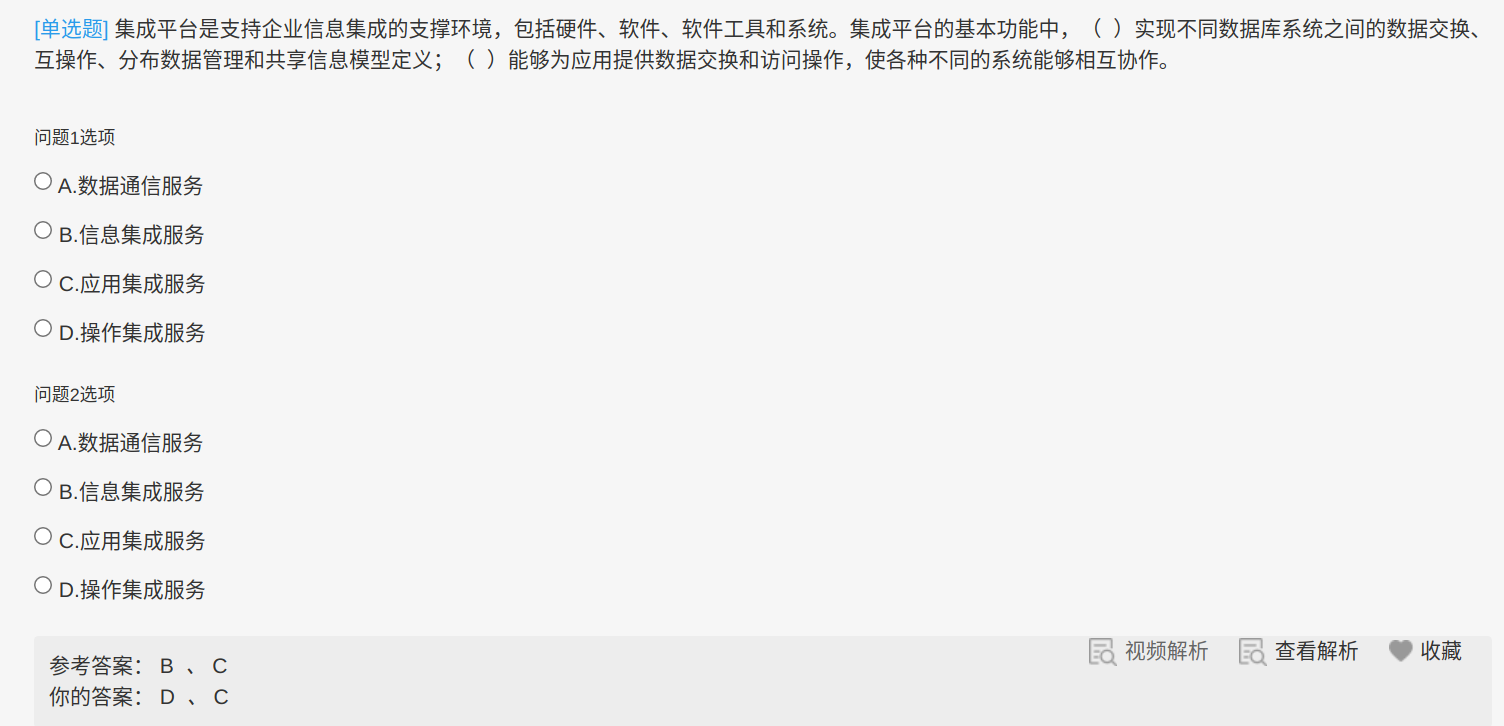 [单选题] 集成平台是支持企业信息集成的支撑环境，包括硬件、软件、软件工具和系统。集成平台的基本功能中，（ ）实现不同数据库系统之间的数据交换、
互操作、分布数据管理和共享信息模型定义；（ ）能够为应用提供数据交换和访问操作，使各种不同的系统能够相互协作。
问题1选项
A.数据通信服务
B.信息集成服务
C.应用集成服务
D.操作集成服务
问题2选项
A.数据通信服务
B.信息集成服务
C.应用集成服务
D.操作集成服务
视频解析 查看解析 收藏
参考答案： B 、 C
你的答案： D 、 C